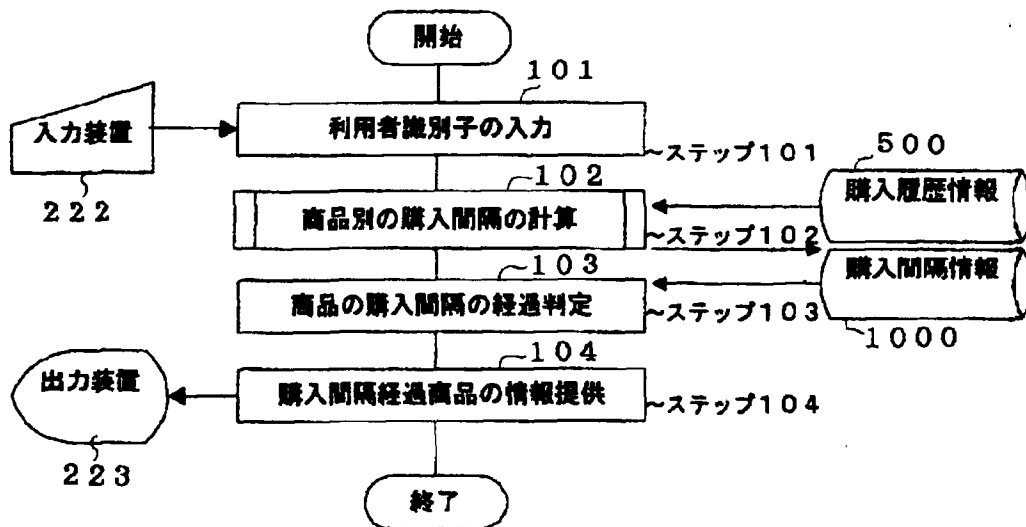 開始
101
利用者識別子の入力
入力装置
~ステップ101
222
102
500
購入履歴情報
商品別の購入間隔の計算
~ステップ102
103
購入間隔情報
商品の購入間隔の経過判定
~ステップ103
1000
104
出力装置
購入間隔経過商品の情報提供
~ステップ104
223
終了